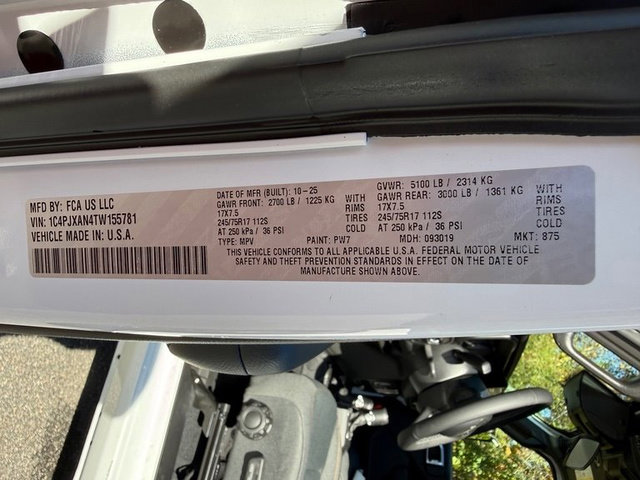 MFD BY: FCA US LLC
VIN: 1C4PJXAN4TW155781
VEHICLE MADE IN: U.S.A.
DATE OF MFR (BUILT): 10-25
GAWR FRONT: 2700 LB / 1225 KG WITH
17X7.5 RIMS
245/75R17 112S TIRES
AT 250 kPa / 36 PSI COLD
TYPE: MPV PAINT: PW7
GVWR: 5100 LB / 2314 KG
GAWR REAR: 3000 LB / 1361 KG WITH
17X7.5 RIMS
245/75R17 112S TIRES
AT 250 kPa / 36 PSI COLD
MDH: 093019 MKT: 875
THIS VEHICLE CONFORMS TO ALL APPLICABLE U.S.A. FEDERAL MOTOR VEHICLE
SAFETY AND THEFT PREVENTION STANDARDS IN EFFECT ON THE DATE OF
MANUFACTURE SHOWN ABOVE.